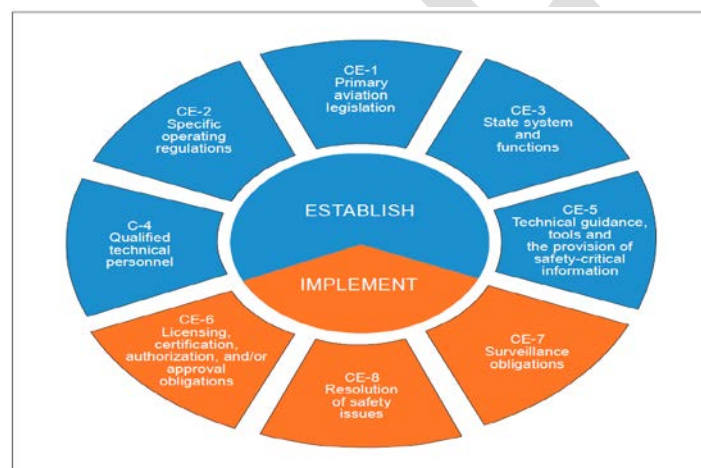 CE-1
Primary
aviation
legislation
CE-2
Specific
operating
regulations
CE-3
State system
and
functions
C-4
Qualified
technical
personnel
ESTABLISH
CE-5
Technical guidance,
tools and
the provision of
safety-critical
information
IMPLEMENT
CE-6
Licensing,
certification,
authorization, and/or
approval
obligations
CE-8
Resolution
of safety
issues
CE-7
Surveillance
obligations